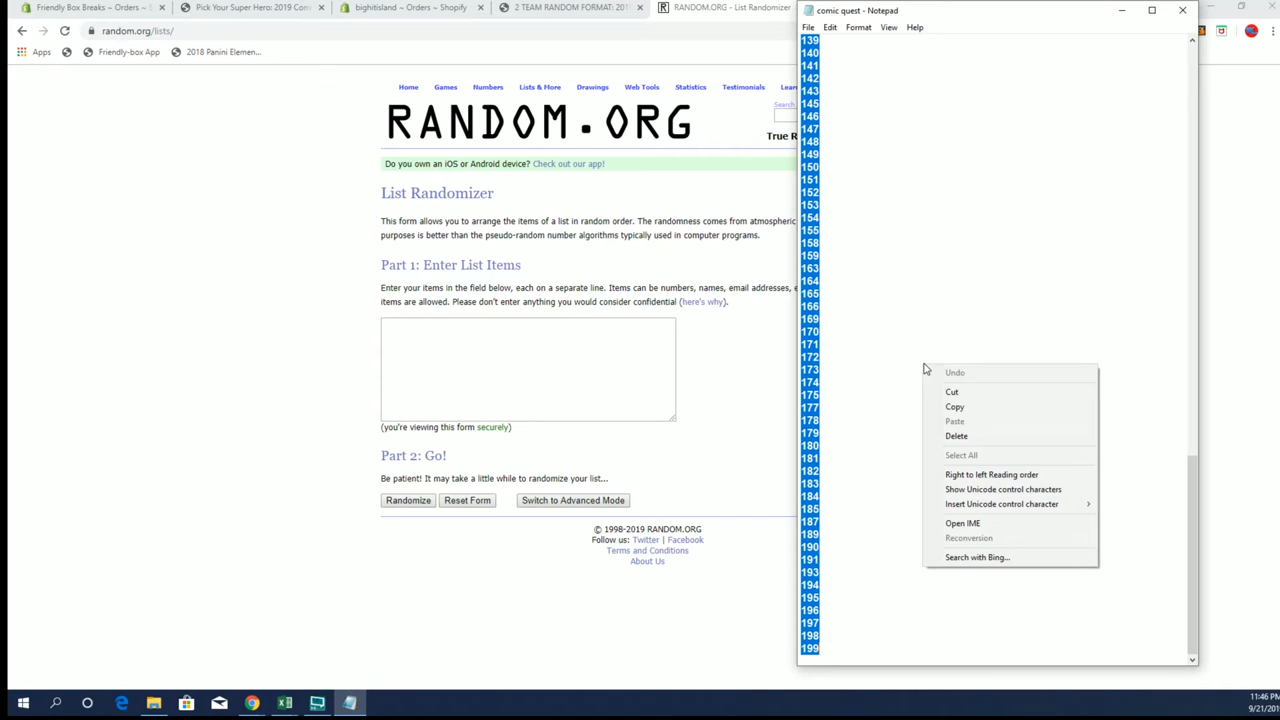 Friendly Box Breaks ~ Orders ~ S
Pick Your Super Hero: 2019 Com
bighitisland ~ Orders ~ Shopify
2 TEAM RANDOM FORMAT: 201
RANDOM.ORG - List Randomizer
random.org/lists/
Apps
Friendly-box App
2018 Panini Elemen...
Home
Games
Numbers
Lists & More
Drawings
Web Tools
Statistics
Testimonials
Learn
RANDOM.ORG
Search
True R
Do you own an iOS or Android device? Check out our app!
List Randomizer
This form allows you to arrange the items of a list in random order. The randomness comes from atmospheric
purposes is better than the pseudo-random number algorithms typically used in computer programs.
Part 1: Enter List Items
Enter your items in the field below, each on a separate line. Items can be numbers, names, email addresses, e
items are allowed. Please don't enter anything you would consider confidential (here's why).
(you're viewing this form securely)
Part 2: Go!
Be patient! It may take a little while to randomize your list...
Randomize
Reset Form
Switch to Advanced Mode
© 1998-2019 RANDOM.ORG
Follow us: Twitter | Facebook
Terms and Conditions
About Us
comic quest - Notepad
File Edit Format View Help
139
140
141
142
143
145
146
147
148
149
150
151
152
153
154
155
158
159
163
164
165
166
169
170
171
172
173
174
175
177
178
179
180
181
182
183
184
185
187
189
190
191
193
194
195
196
197
198
199
Undo
Cut
Copy
Paste
Delete
Select All
Right to left Reading order
Show Unicode control characters
Insert Unicode control character
Open IME
Reconversion
Search with Bing...
11:46 PM
9/21/201